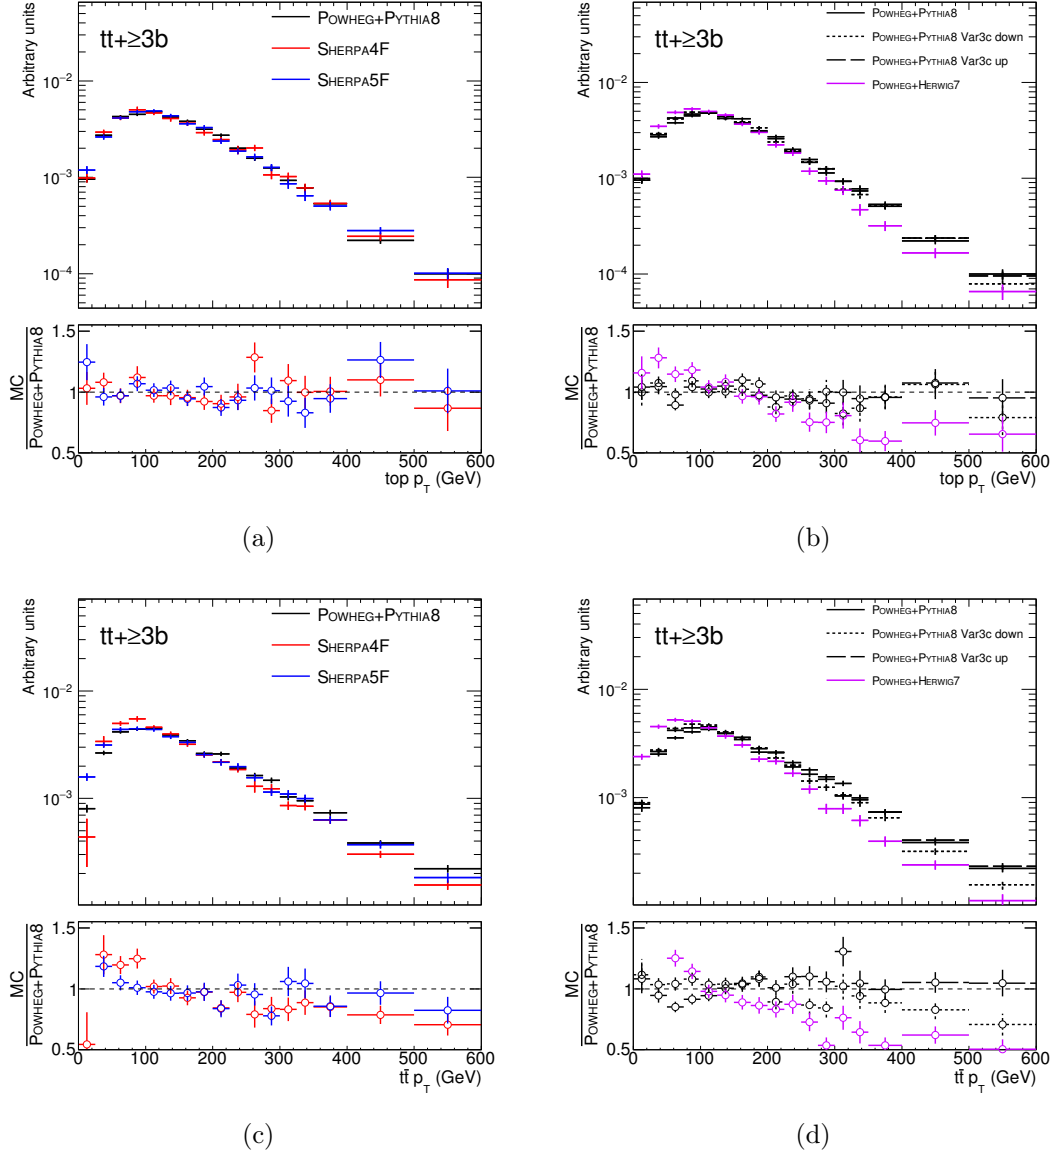 Arbitrary units
tt+≥3b
POWHEG+PYTHIA8
SHERPA4F
SHERPA5F
10⁻²
10⁻³
10⁻⁴
MC
POWHEG+PYTHIA8
1.5
1
0.5
0 100 200 300 400 500 600
top p_T (GeV)
(a)
Arbitrary units
tt+≥3b
POWHEG+PYTHIA8
POWHEG+PYTHIA8 Var3c down
POWHEG+PYTHIA8 Var3c up
POWHEG+HERWIG7
10⁻²
10⁻³
10⁻⁴
MC
POWHEG+PYTHIA8
1.5
1
0.5
0 100 200 300 400 500 600
top p_T (GeV)
(b)
Arbitrary units
tt+≥3b
POWHEG+PYTHIA8
SHERPA4F
SHERPA5F
10⁻²
10⁻³
MC
POWHEG+PYTHIA8
1.5
1
0.5
0 100 200 300 400 500 600
tt̄ p_T (GeV)
(c)
Arbitrary units
tt+≥3b
POWHEG+PYTHIA8
POWHEG+PYTHIA8 Var3c down
POWHEG+PYTHIA8 Var3c up
POWHEG+HERWIG7
10⁻²
10⁻³
MC
POWHEG+PYTHIA8
1.5
1
0.5
0 100 200 300 400 500 600
tt̄ p_T (GeV)
(d)